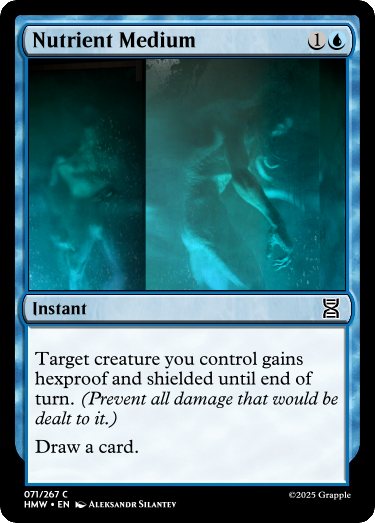 Nutrient Medium 1
Instant
Target creature you control gains
hexproof and shielded until end of
turn. (Prevent all damage that would be
dealt to it.)
Draw a card.
071/267 C
HMW • EN Aleksandr Silantev
©2025 Grapple